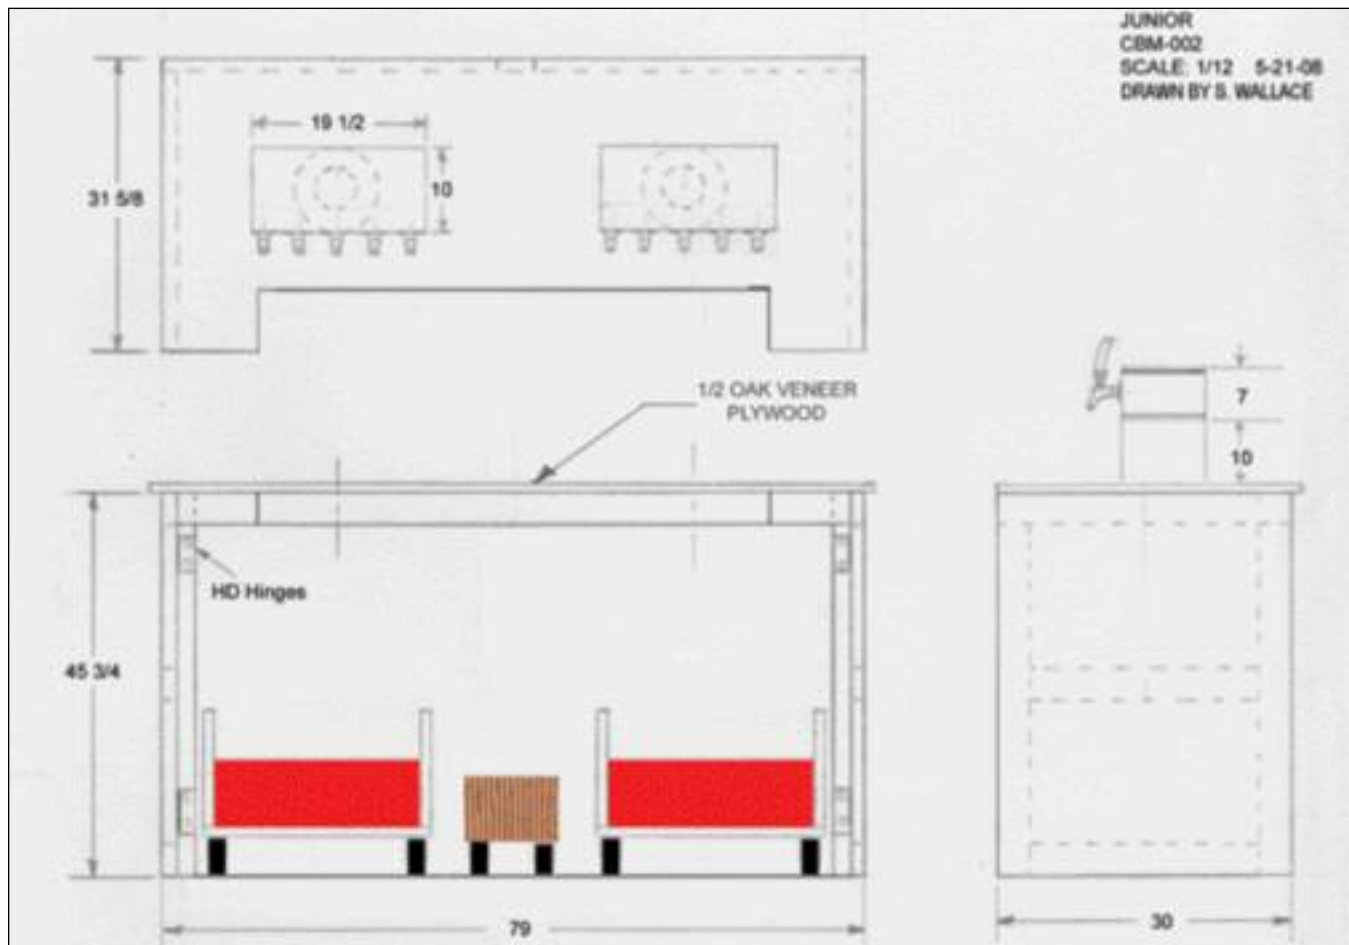 JUNIOR
CBM-002
SCALE: 1/12 5-21-08
DRAWN BY S. WALLACE
19 1/2
10
31 5/8
1/2 OAK VENEER
PLYWOOD
7
10
HD Hinges
45 3/4
79
30